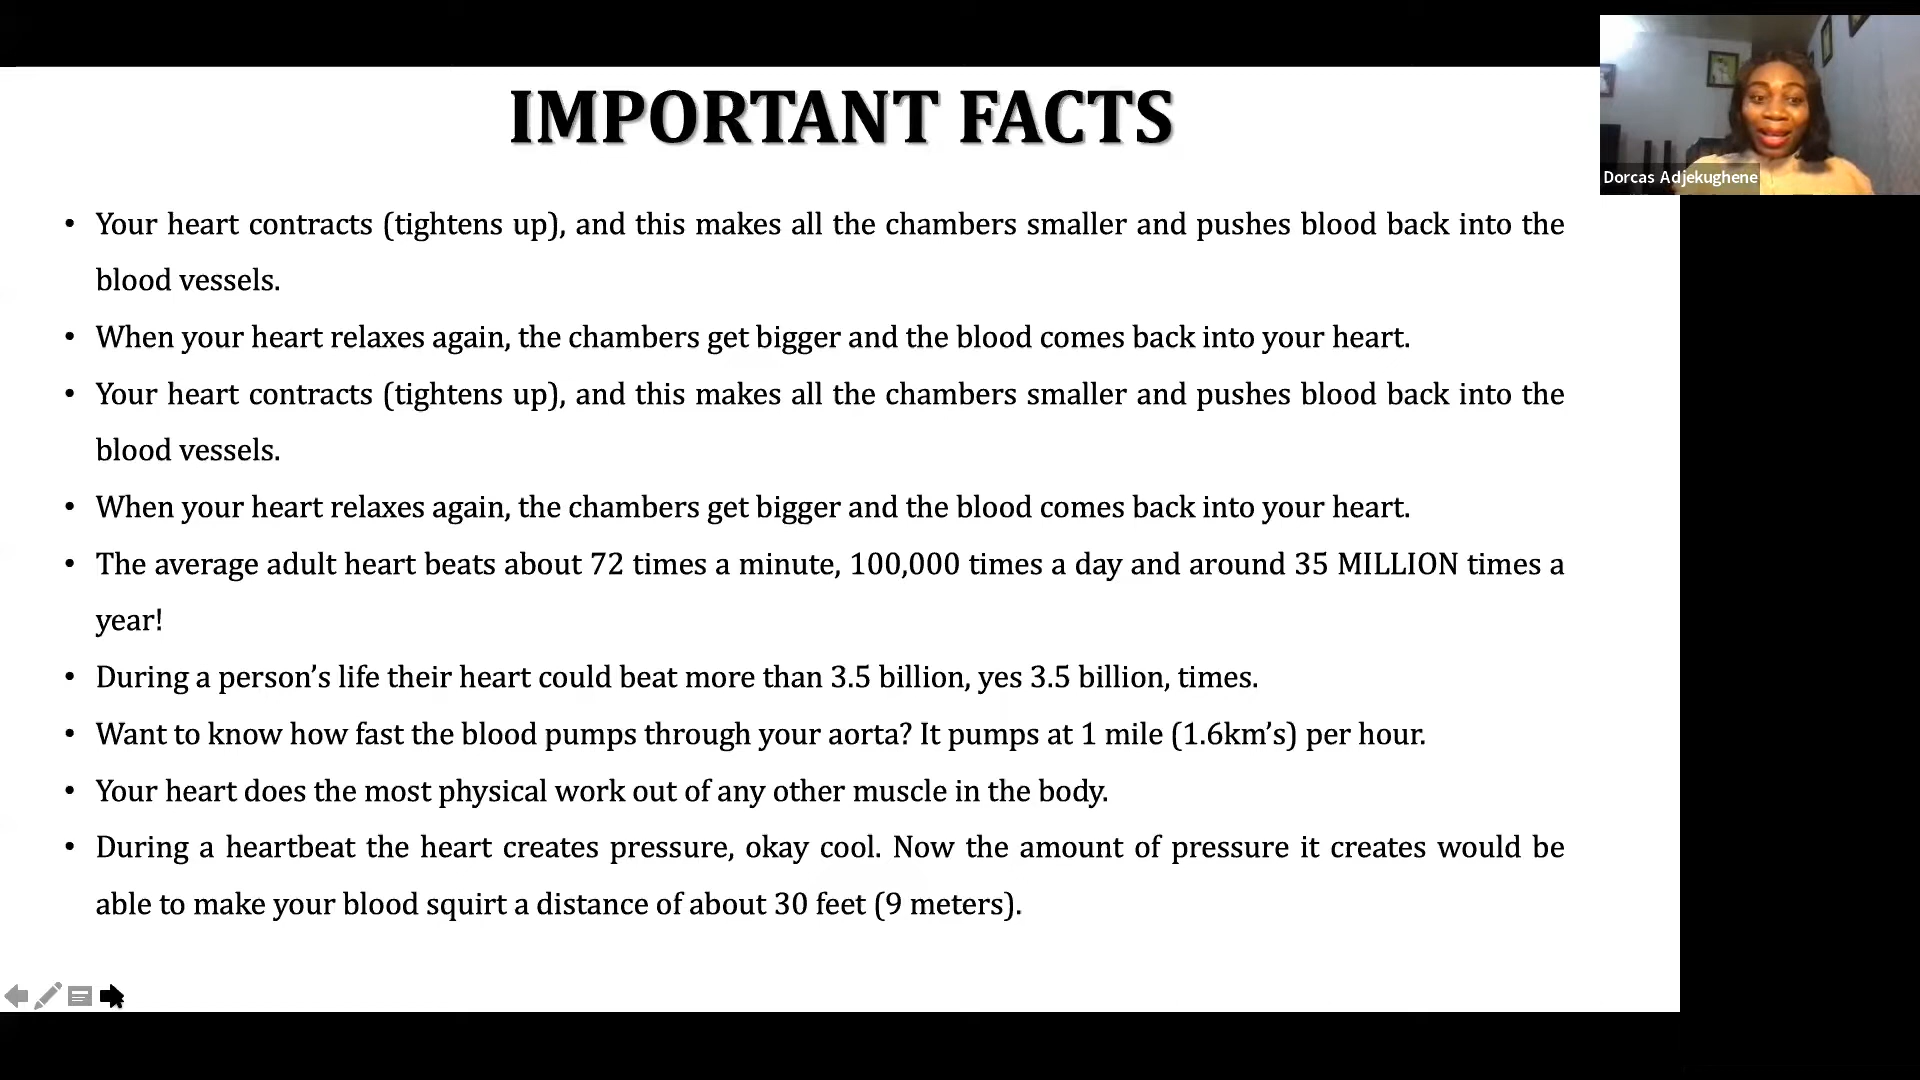 IMPORTANT FACTS
Dorcas Adjekughene
• Your heart contracts (tightens up), and this makes all the chambers smaller and pushes blood back into the
blood vessels.
• When your heart relaxes again, the chambers get bigger and the blood comes back into your heart.
• Your heart contracts (tightens up), and this makes all the chambers smaller and pushes blood back into the
blood vessels.
• When your heart relaxes again, the chambers get bigger and the blood comes back into your heart.
• The average adult heart beats about 72 times a minute, 100,000 times a day and around 35 MILLION times a
year!
• During a person’s life their heart could beat more than 3.5 billion, yes 3.5 billion, times.
• Want to know how fast the blood pumps through your aorta? It pumps at 1 mile (1.6km’s) per hour.
• Your heart does the most physical work out of any other muscle in the body.
• During a heartbeat the heart creates pressure, okay cool. Now the amount of pressure it creates would be
able to make your blood squirt a distance of about 30 feet (9 meters).